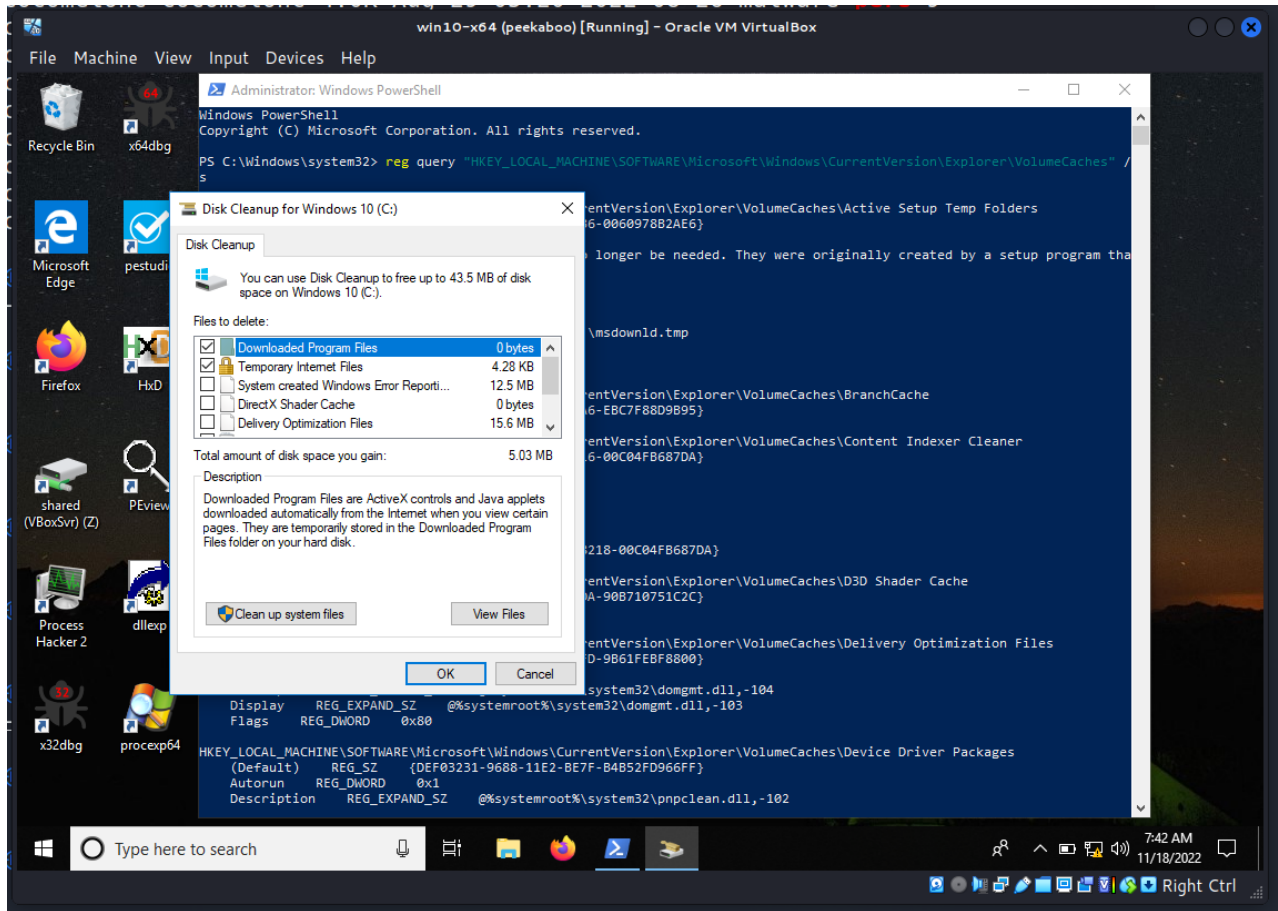 win10-x64 (peekaboo) [Running] - Oracle VM VirtualBox
File Machine View Input Devices Help
Recycle Bin
x64dbg
Microsoft Edge
pestudi
Firefox
HxD
shared (VBoxSvr) (Z)
PEview
Process Hacker 2
dllexp
x32dbg
procexp64
64
32
Administrator: Windows PowerShell
Windows PowerShell
Copyright (C) Microsoft Corporation. All rights reserved.
PS C:\Windows\system32> reg query "HKEY_LOCAL_MACHINE\SOFTWARE\Microsoft\Windows\CurrentVersion\Explorer\VolumeCaches" /
s
entVersion\Explorer\VolumeCaches\Active Setup Temp Folders
6-0060978B2AE6}
longer be needed. They were originally created by a setup program tha
\msdownld.tmp
entVersion\Explorer\VolumeCaches\BranchCache
6-EBC7F88D9B95}
entVersion\Explorer\VolumeCaches\Content Indexer Cleaner
6-00C04FB687DA}
218-00C04FB687DA}
entVersion\Explorer\VolumeCaches\D3D Shader Cache
A-90B710751C2C}
entVersion\Explorer\VolumeCaches\Delivery Optimization Files
D-9B61FEBF8800}
system32\domgmt.dll,-104
Display REG_EXPAND_SZ @%systemroot%\system32\domgmt.dll,-103
Flags REG_DWORD 0x80
HKEY_LOCAL_MACHINE\SOFTWARE\Microsoft\Windows\CurrentVersion\Explorer\VolumeCaches\Device Driver Packages
(Default) REG_SZ {DEF03231-9688-11E2-BE7F-B4B52FD966FF}
Autorun REG_DWORD 0x1
Description REG_EXPAND_SZ @%systemroot%\system32\pnpclean.dll,-102
Disk Cleanup for Windows 10 (C:)
Disk Cleanup
You can use Disk Cleanup to free up to 43.5 MB of disk
space on Windows 10 (C:).
Files to delete:
Downloaded Program Files 0 bytes
Temporary Internet Files 4.28 KB
System created Windows Error Reporti... 12.5 MB
DirectX Shader Cache 0 bytes
Delivery Optimization Files 15.6 MB
Total amount of disk space you gain: 5.03 MB
Description
Downloaded Program Files are ActiveX controls and Java applets
downloaded automatically from the Internet when you view certain
pages. They are temporarily stored in the Downloaded Program
Files folder on your hard disk.
Clean up system files
View Files
OK
Cancel
Type here to search
7:42 AM
11/18/2022
Right Ctrl